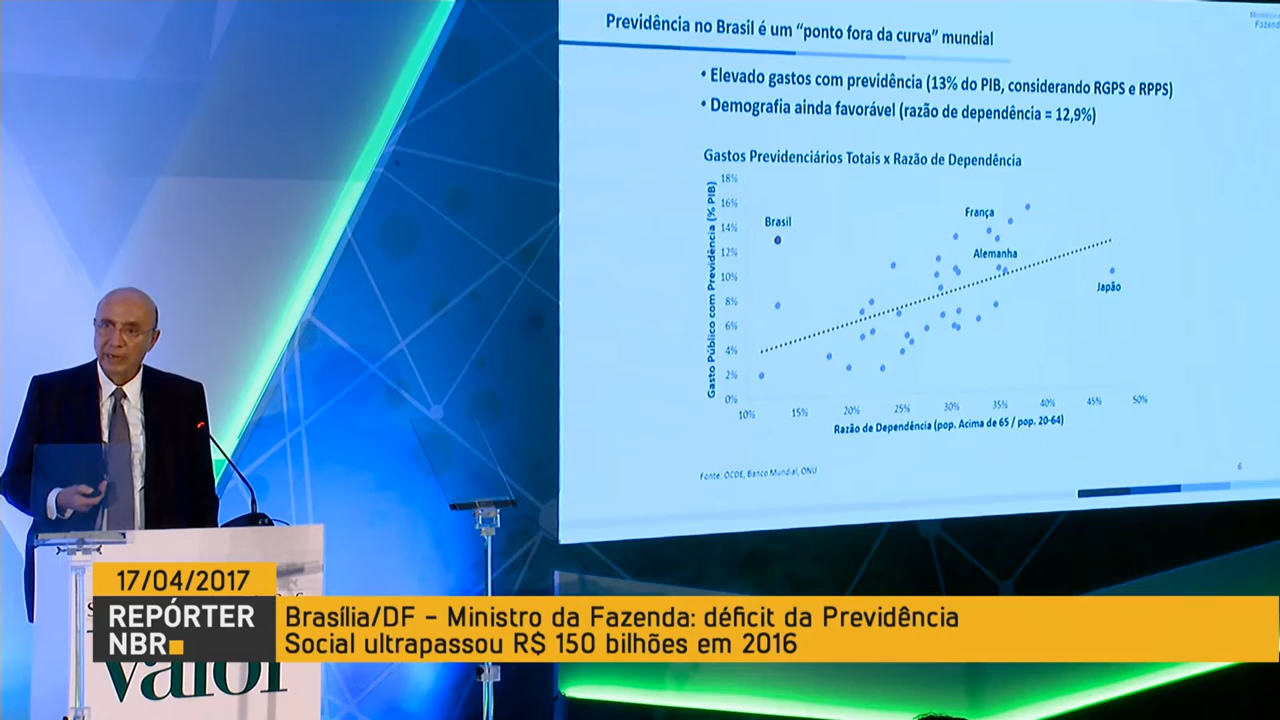 Previdência no Brasil é um “ponto fora da curva” mundial
Fazend
• Elevado gastos com previdência (13% do PIB, considerando RGPS e RPPS)
• Demografia ainda favorável (razão de dependência = 12,9%)
Gastos Previdenciários Totais x Razão de Dependência
Gasto Público com Previdência (% PIB)
18%
16%
14%
12%
10%
8%
6%
4%
2%
0%
Brasil
França
Alemanha
Japão
10% 15% 20% 25% 30% 35% 40% 45% 50%
Razão de Dependência (pop. Acima de 65 / pop. 20-64)
Fonte: OCDE, Banco Mundial, ONU
6
17/04/2017
REPÓRTER
NBR
Brasília/DF - Ministro da Fazenda: déficit da Previdência
Social ultrapassou R$ 150 bilhões em 2016
valor